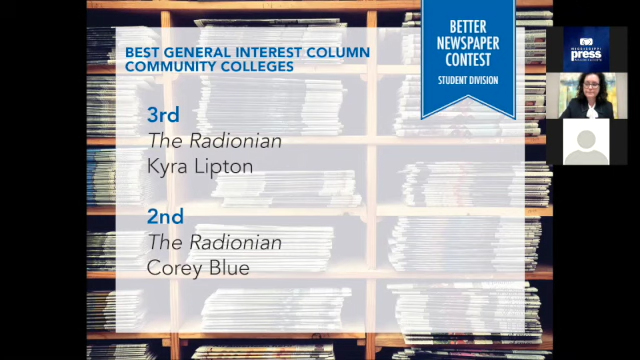 BEST GENERAL INTEREST COLUMN
COMMUNITY COLLEGES
BETTER
NEWSPAPER
CONTEST
STUDENT DIVISION
3rd
The Radionian
Kyra Lipton
2nd
The Radionian
Corey Blue
MISSISSIPPI
press